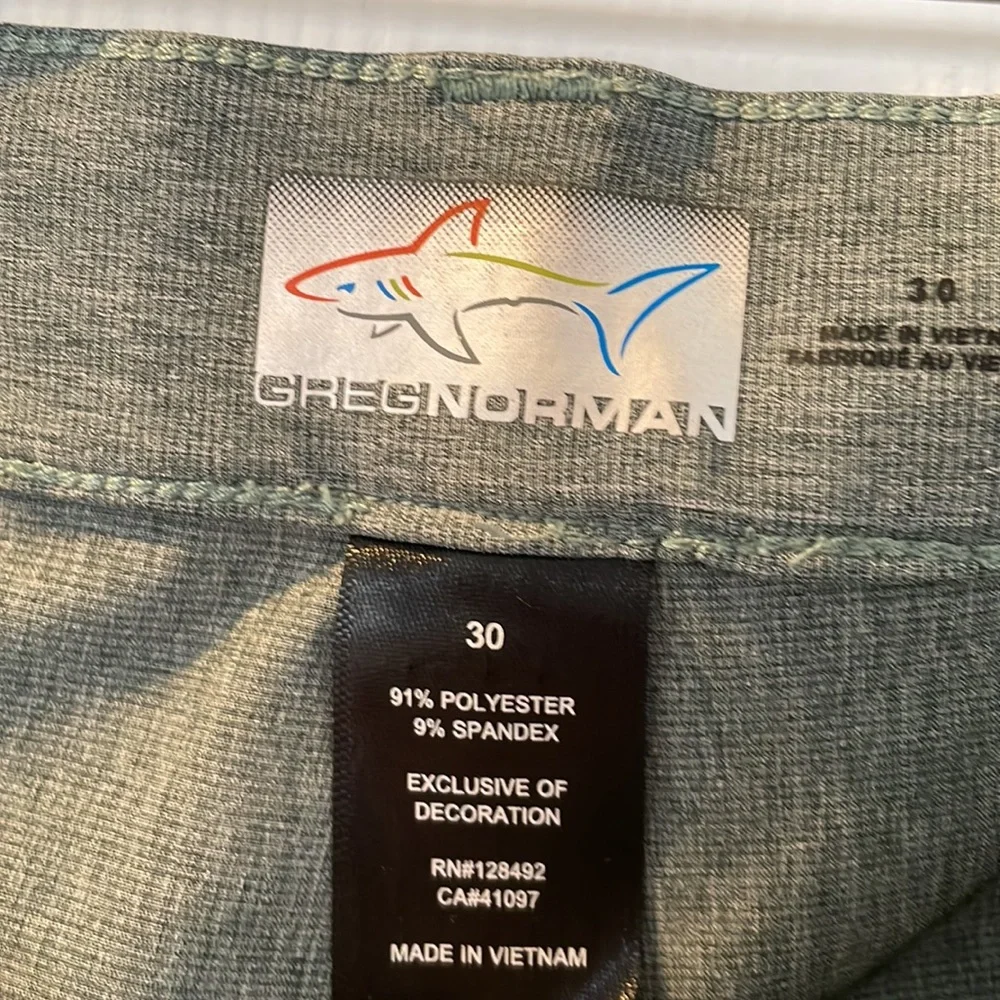 GREGNORMAN
30
MADE IN VIETN
FABRIQUÉ AU VIE
30
91% POLYESTER
9% SPANDEX
EXCLUSIVE OF
DECORATION
RN#128492
CA#41097
MADE IN VIETNAM